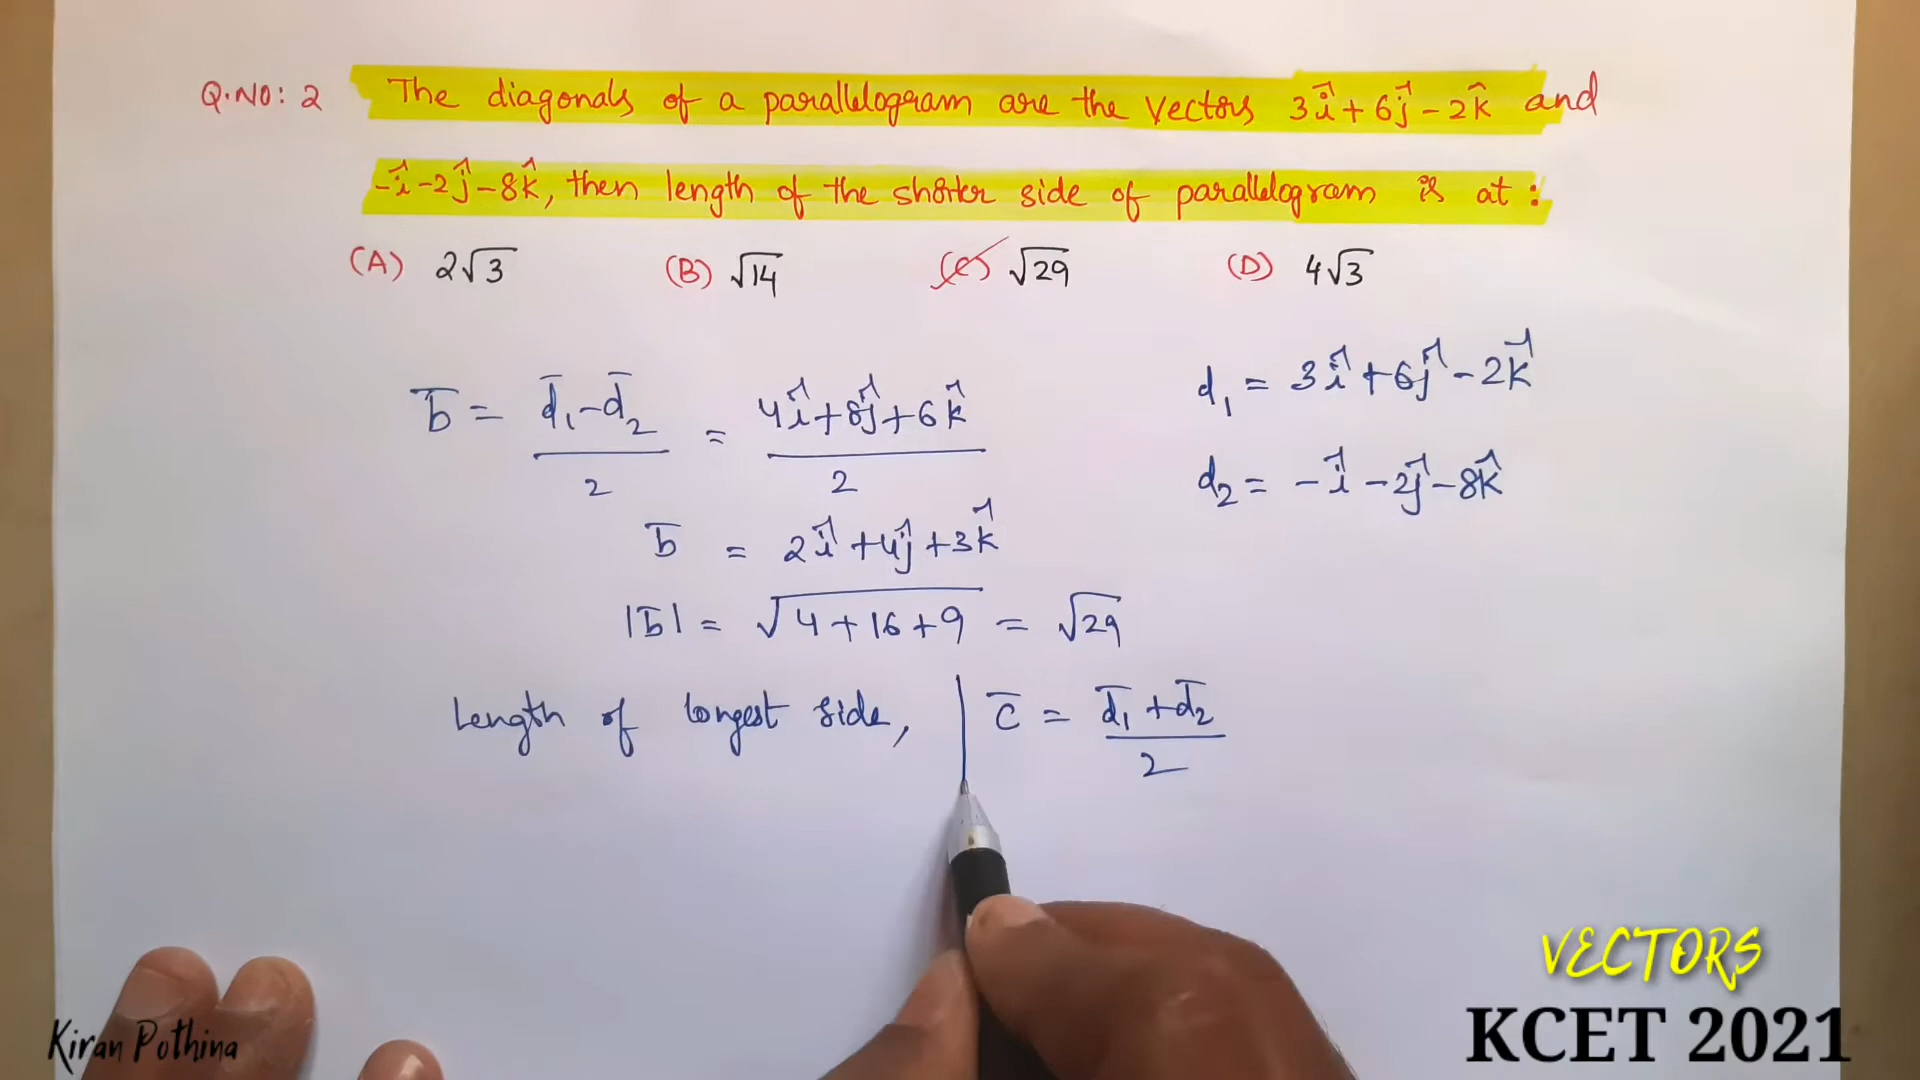 Q.NO: 2 The diagonals of a parallelogram are the vectors 3î + 6ĵ - 2k̂ and
-î - 2ĵ - 8k̂, then length of the shorter side of parallelogram is at :
(A) 2√3 (B) √14 (C) √29 (D) 4√3
d₁ = 3î + 6ĵ - 2k̂
b̄ = (d̄₁ - d̄₂)/2 = (4î + 8ĵ + 6k̂)/2
d₂ = -î - 2ĵ - 8k̂
b̄ = 2î + 4ĵ + 3k̂
|b̄| = √(4 + 16 + 9) = √29
Length of longest side, | c̄ = (d̄₁ + d̄₂)/2
VECTORS
KCET 2021
Kiran Pothina